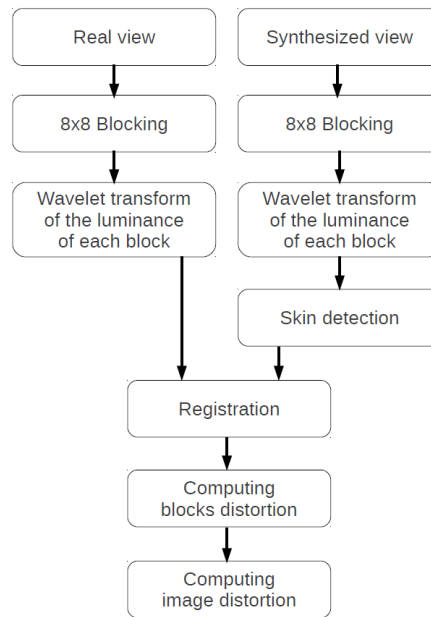 Real view
Synthesized view
8x8 Blocking
8x8 Blocking
Wavelet transform
of the luminance
of each block
Wavelet transform
of the luminance
of each block
Skin detection
Registration
Computing
blocks distortion
Computing
image distortion